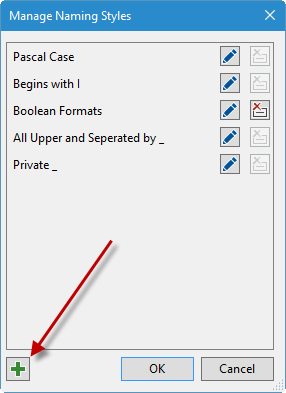 Manage Naming Styles
Pascal Case
Begins with I
Boolean Formats
All Upper and Seperated by _
Private _
OK Cancel